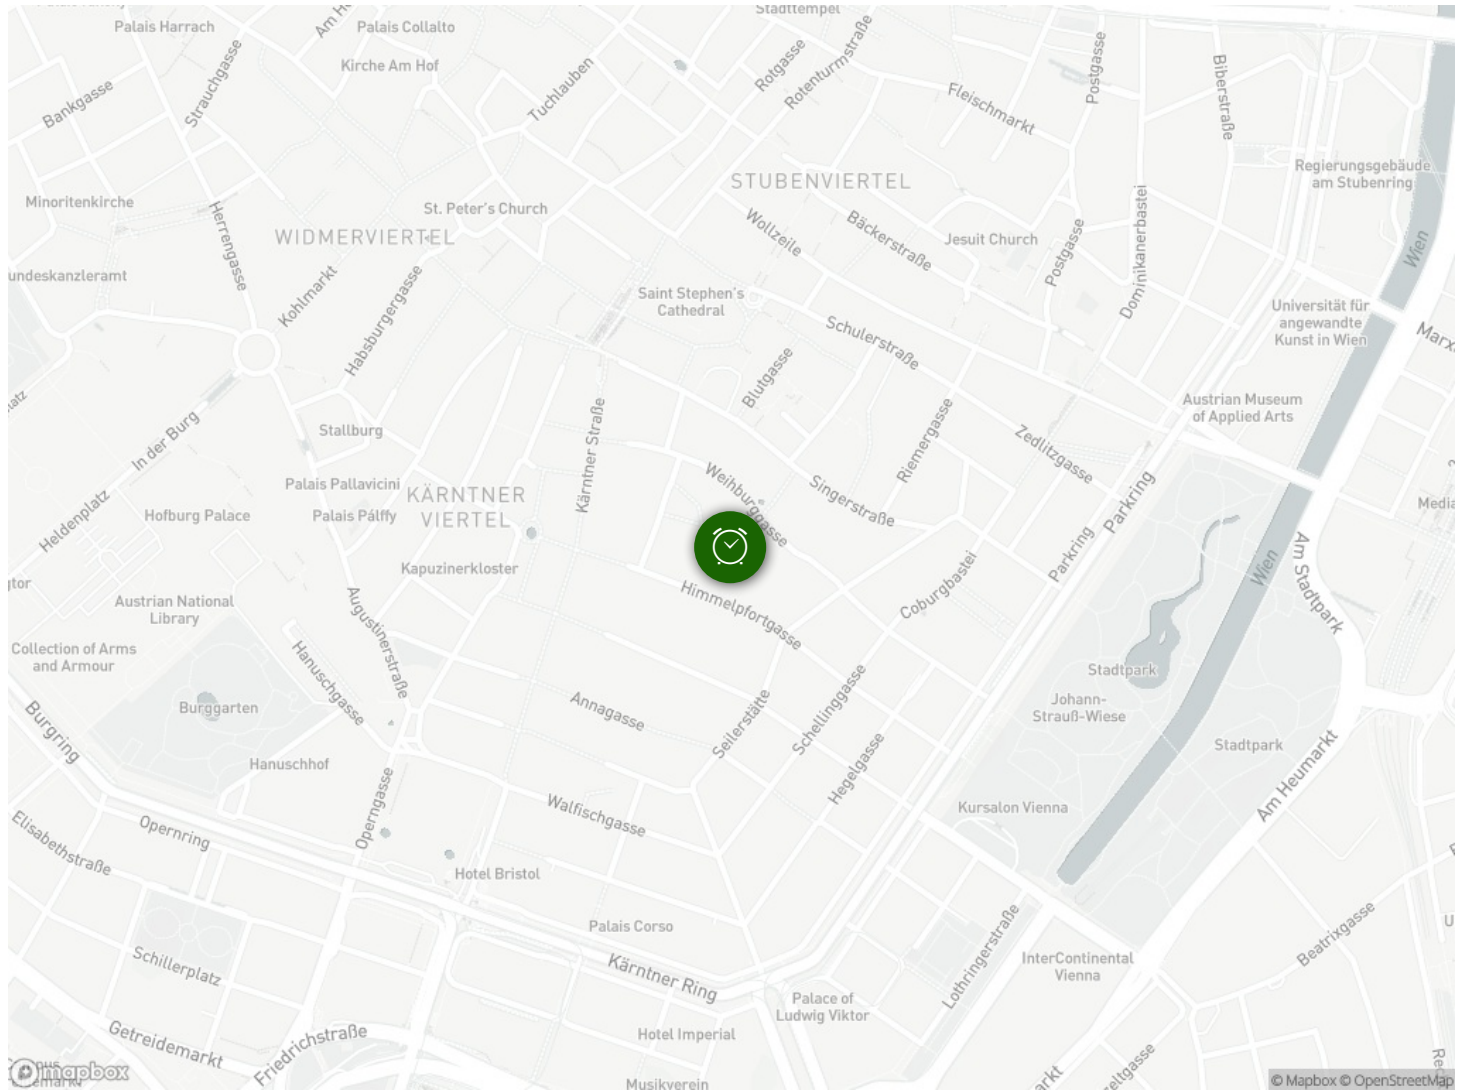 Stadttempel
Palais Harrach
Palais Collalto
Kirche Am Hof
Strauchgasse
Bankgasse
Tuchlauben
Rotgasse
Rotenturmstraße
Fleischmarkt
Postgasse
Biberstraße
Regierungsgebäude
am Stubenring
STUBENVIERTEL
Minoritenkirche
Herrengasse
St. Peter's Church
WIDMERVIERTEL
Wollzeile
Bäckerstraße
Jesuit Church
Postgasse
Dominikanerbastei
Wien
Kohlmarkt
Habsburgergasse
Saint Stephen's
Cathedral
Schulerstraße
Universität für
angewandte
Kunst in Wien
Blutgasse
Austrian Museum
of Applied Arts
In der Burg
Stallburg
Kärntner Straße
Riemergasse
Zedlitzgasse
Palais Pallavicini
KÄRNTNER
VIERTEL
Weihburggasse
Singerstraße
Parkring
Heldenplatz
Hofburg Palace
Palais Pálffy
Parkring
Am Stadtpark
Wien
Kapuzinerkloster
Himmelpfortgasse
Coburgbastei
Austrian National
Library
Augustinerstraße
Collection of Arms
and Armour
Hanuschgasse
Stadtpark
Burggarten
Annagasse
Seilerstätte
Schellinggasse
Johann-
Strauß-Wiese
Stadtpark
Burgring
Hanuschhof
Hegelgasse
Am Heumarkt
Operngasse
Walfischgasse
Kursalon Vienna
Opernring
Elisabethstraße
Hotel Bristol
Palais Corso
Schillerplatz
Kärntner Ring
Lothringerstraße
InterContinental
Vienna
Beatrixgasse
Palace of
Ludwig Viktor
Getreidemarkt
Friedrichstraße
Hotel Imperial
Musikverein
mapbox
© Mapbox © OpenStreetMap